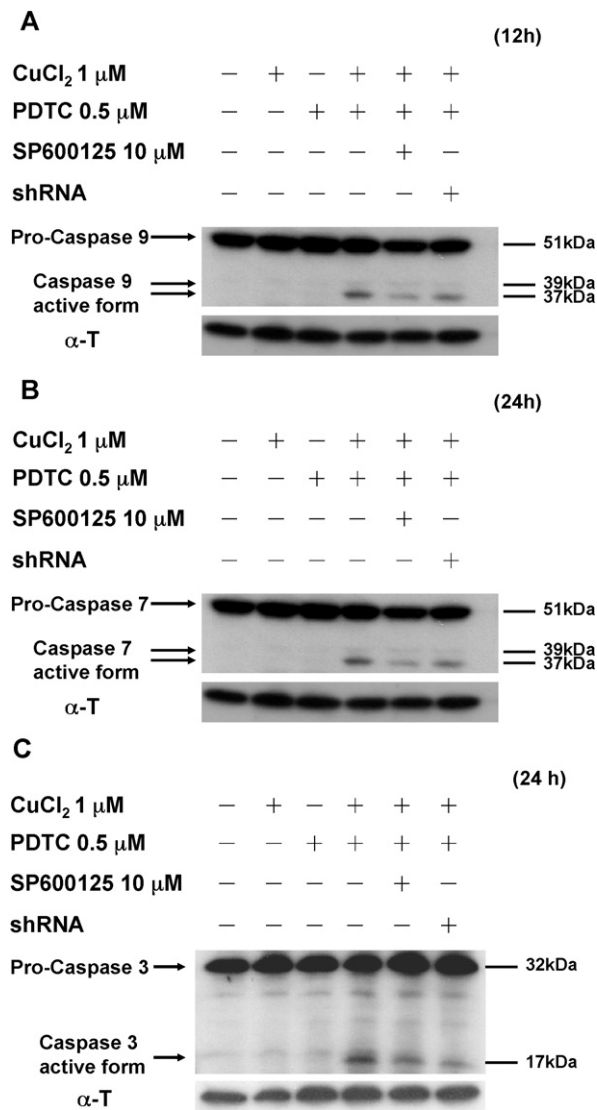 A
(12h)
CuCl₂ 1 μM − + − + + +
PDTC 0.5 μM − − + + + +
SP600125 10 μM − − − − + −
shRNA − − − − − +
Pro-Caspase 9 51kDa
Caspase 9 39kDa
active form 37kDa
α-T
B
(24h)
CuCl₂ 1 μM − + − + + +
PDTC 0.5 μM − − + + + +
SP600125 10 μM − − − − + −
shRNA − − − − − +
Pro-Caspase 7 51kDa
Caspase 7 39kDa
active form 37kDa
α-T
C
(24 h)
CuCl₂ 1 μM − + − + + +
PDTC 0.5 μM − − + + + +
SP600125 10 μM − − − − + −
shRNA − − − − − +
Pro-Caspase 3 32kDa
Caspase 3
active form 17kDa
α-T